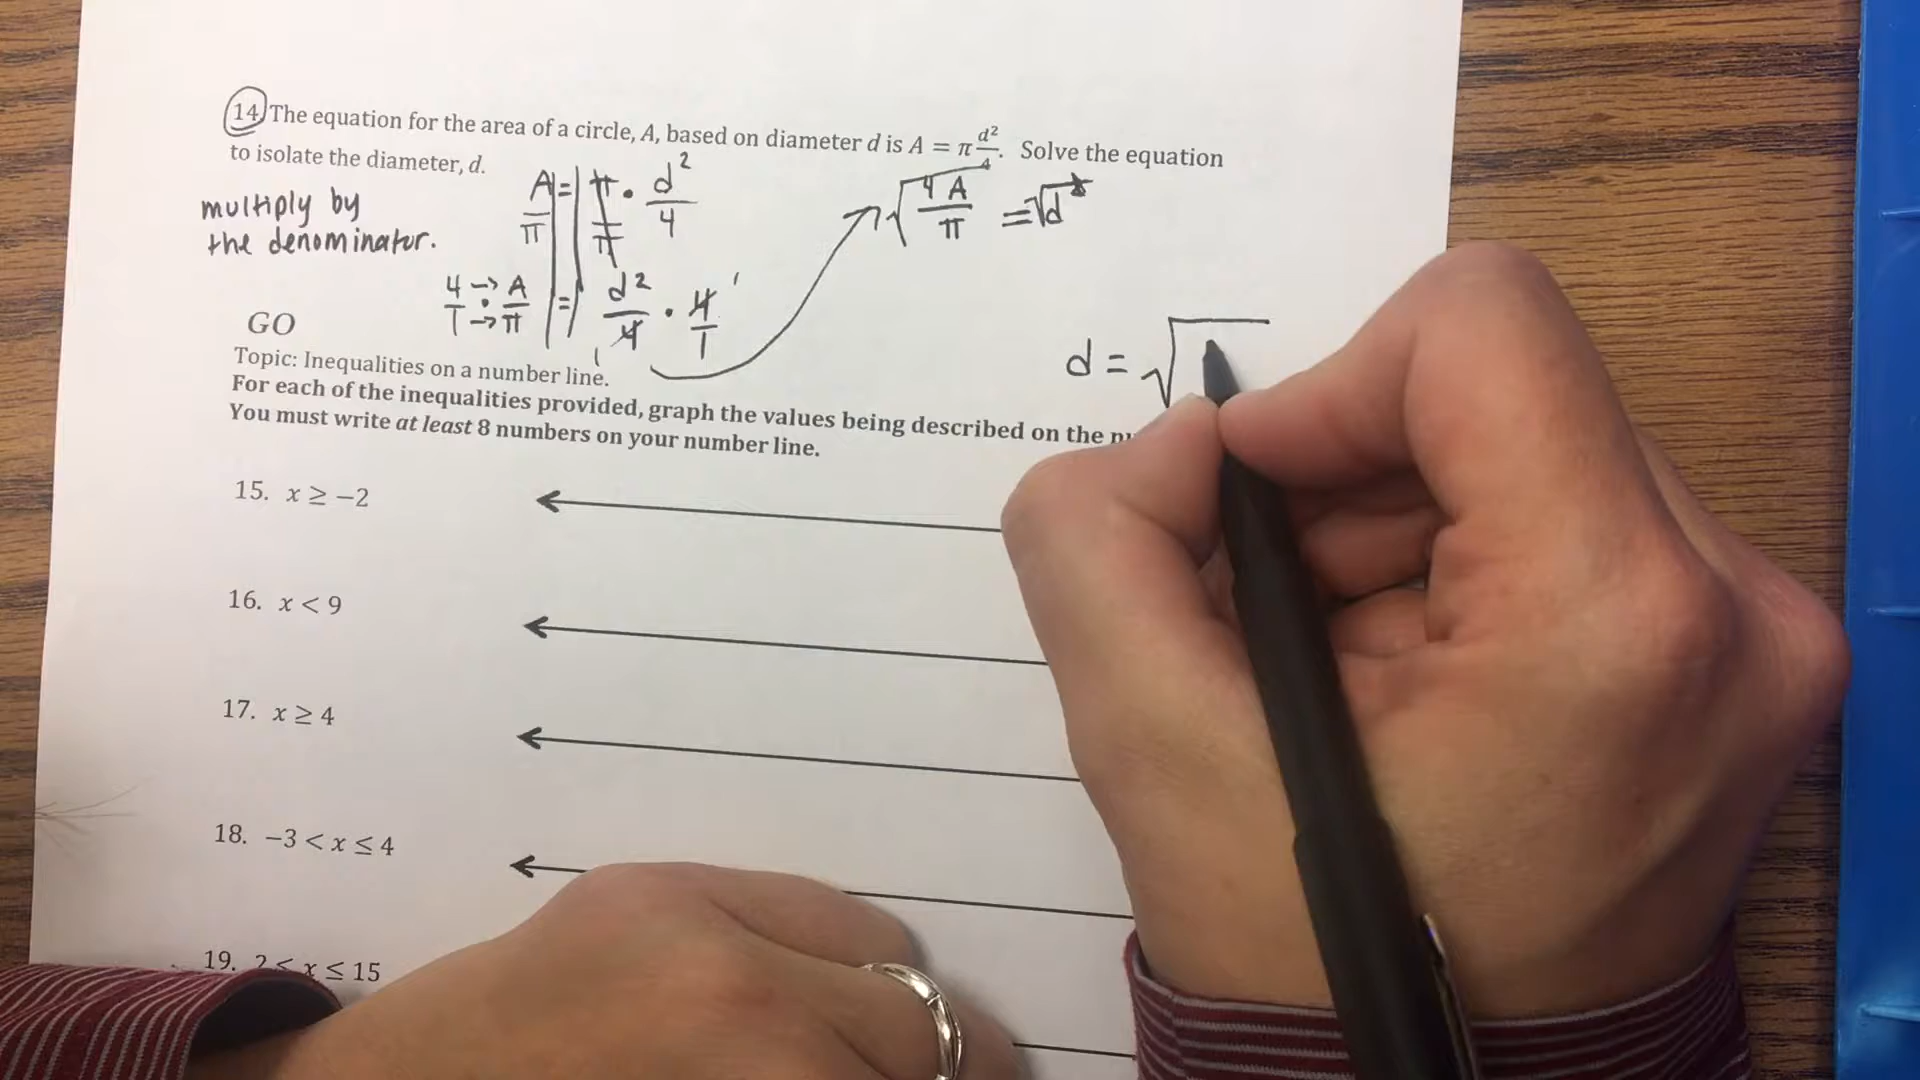 14. The equation for the area of a circle, A, based on diameter d is A = π d²/4. Solve the equation
to isolate the diameter, d.
multiply by
the denominator.
A/π = π/π · d²/4
4/1 → · → A/π = d²/4 · 4/1
1
1
√(4A/π) = √d²
d = √
GO
Topic: Inequalities on a number line.
For each of the inequalities provided, graph the values being described on the
You must write at least 8 numbers on your number line.
15. x ≥ −2
16. x < 9
17. x ≥ 4
18. −3 < x ≤ 4
19. 2 ≤ x ≤ 15